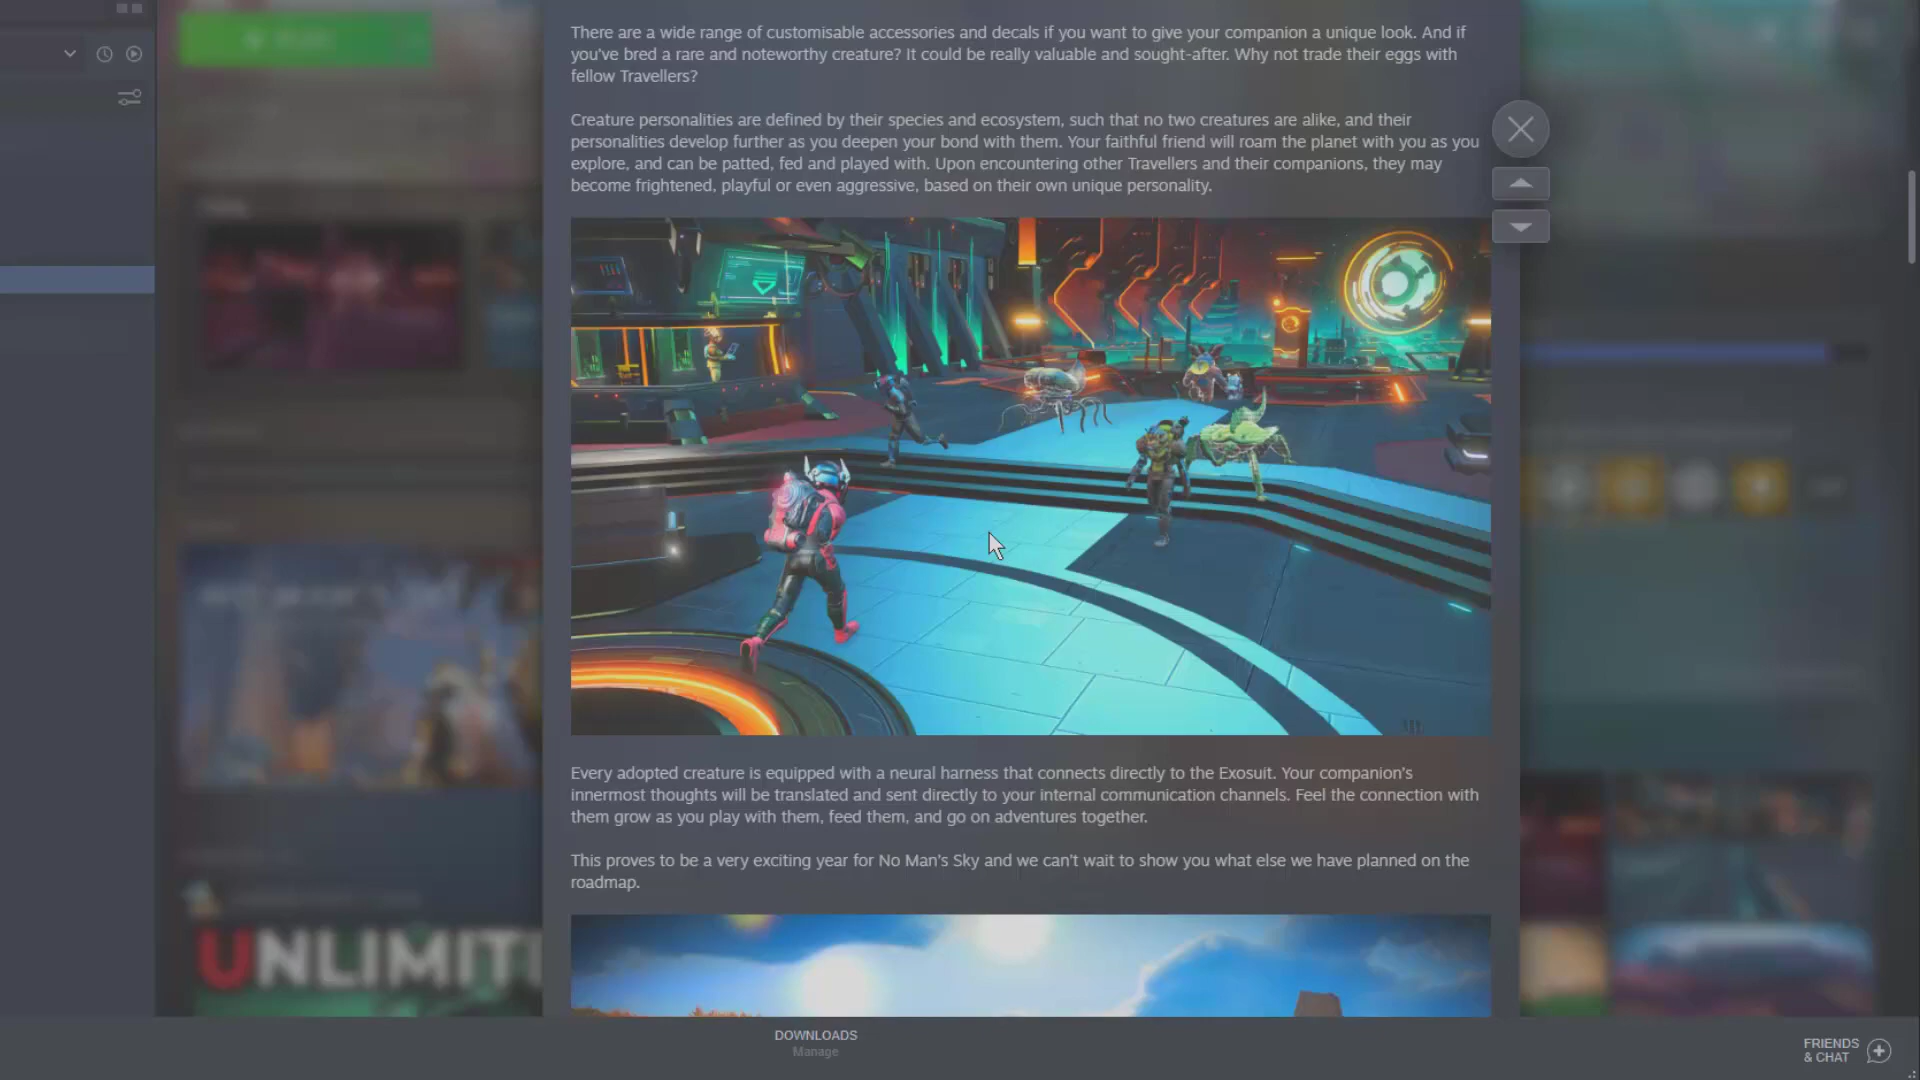 There are a wide range of customisable accessories and decals if you want to give your companion a unique look. And if
you've bred a rare and noteworthy creature? It could be really valuable and sought-after. Why not trade their eggs with
fellow Travellers?
Creature personalities are defined by their species and ecosystem, such that no two creatures are alike, and their
personalities develop further as you deepen your bond with them. Your faithful friend will roam the planet with you as you
explore, and can be patted, fed and played with. Upon encountering other Travellers and their companions, they may
become frightened, playful or even aggressive, based on their own unique personality.
Every adopted creature is equipped with a neural harness that connects directly to the Exosuit. Your companion's
innermost thoughts will be translated and sent directly to your internal communication channels. Feel the connection with
them grow as you play with them, feed them, and go on adventures together.
This proves to be a very exciting year for No Man's Sky and we can't wait to show you what else we have planned on the
roadmap.
UNLIMIT
DOWNLOADS
Manage
FRIENDS
& CHAT